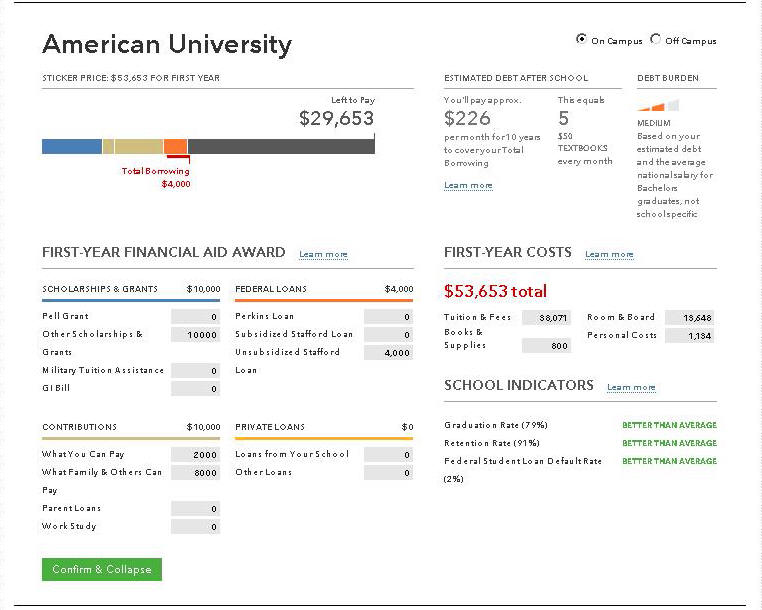 American University
On Campus Off Campus
STICKER PRICE: $53,653 FOR FIRST YEAR
Left to Pay
$29,653
Total Borrowing
$4,000
ESTIMATED DEBT AFTER SCHOOL
You'll pay approx.
$226
per month for 10 years
to cover your Total
Borrowing
Learn more
This equals
5
$50
TEXTBOOKS
every month
DEBT BURDEN
MEDIUM
Based on your
estimated debt
and the average
national salary for
Bachelors
graduates, not
school specific
FIRST-YEAR FINANCIAL AID AWARD Learn more
SCHOLARSHIPS & GRANTS $10,000
Pell Grant 0
Other Scholarships & 10000
Grants
Military Tuition Assistance 0
GI Bill 0
FEDERAL LOANS $4,000
Perkins Loan 0
Subsidized Stafford Loan 0
Unsubsidized Stafford 4,000
Loan
CONTRIBUTIONS $10,000
What You Can Pay 2000
What Family & Others Can 8000
Pay
Parent Loans 0
Work Study 0
PRIVATE LOANS $0
Loans from Your School 0
Other Loans 0
Confirm & Collapse
FIRST-YEAR COSTS Learn more
$53,653 total
Tuition & Fees 38,071
Books &
Supplies 800
Room & Board 13,648
Personal Costs 1,134
SCHOOL INDICATORS Learn more
Graduation Rate (79%) BETTER THAN AVERAGE
Retention Rate (91%) BETTER THAN AVERAGE
Federal Student Loan Default Rate BETTER THAN AVERAGE
(2%)